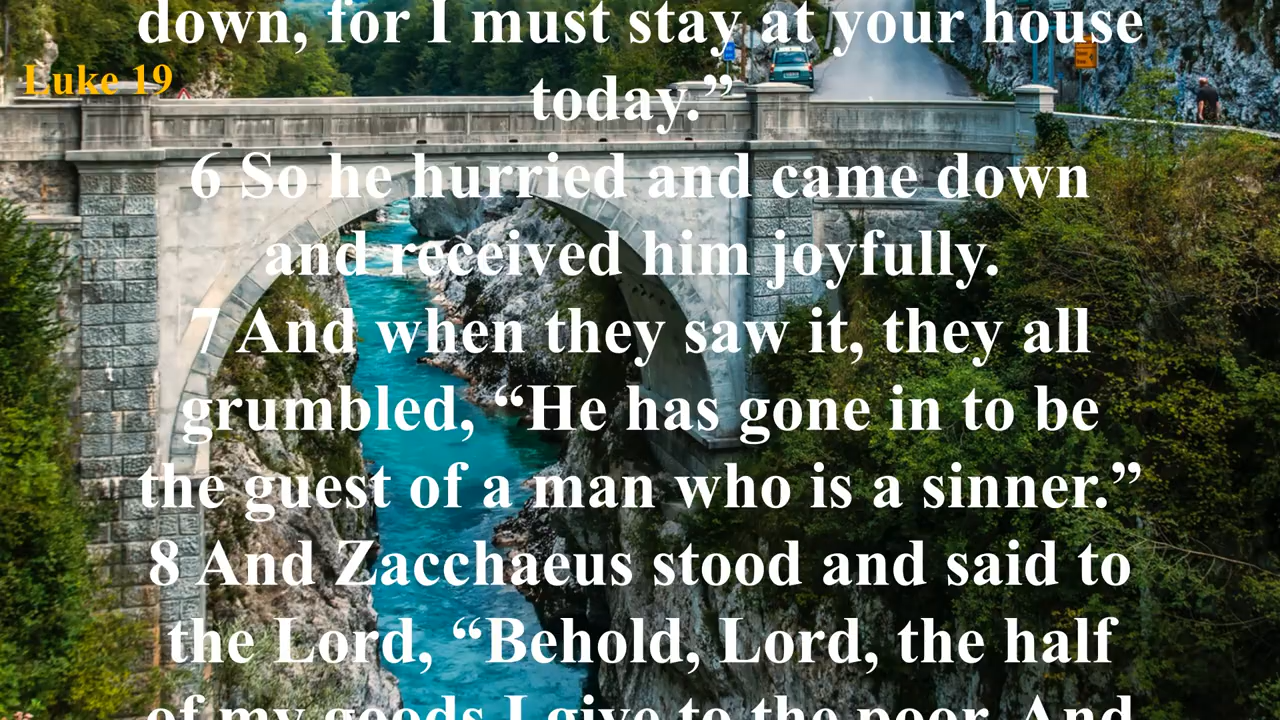 down, for I must stay at your house
Luke 19
today.”
6 So he hurried and came down
and received him joyfully.
7 And when they saw it, they all
grumbled, “He has gone in to be
the guest of a man who is a sinner.”
8 And Zacchaeus stood and said to
the Lord, “Behold, Lord, the half
of my goods I give to the poor. And